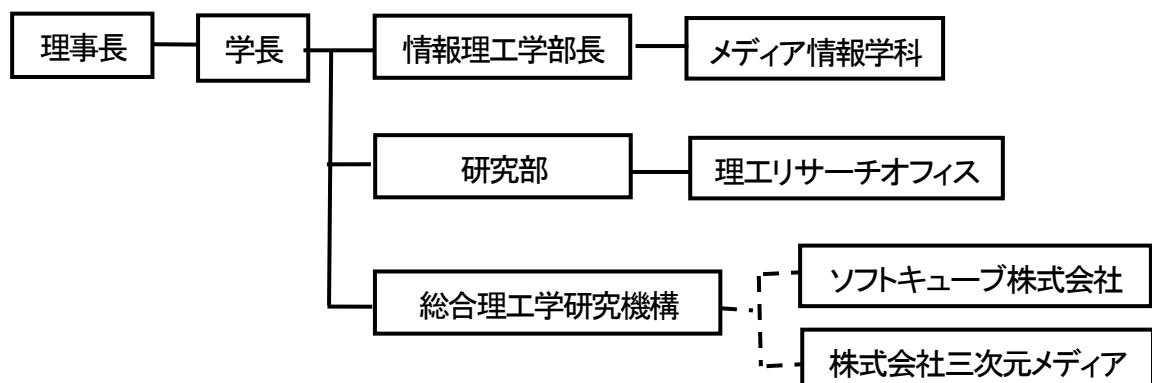 理事長
学長
情報理工学部長
メディア情報学科
研究部
理工リサーチオフィス
総合理工学研究機構
ソフトキューブ株式会社
株式会社三次元メディア